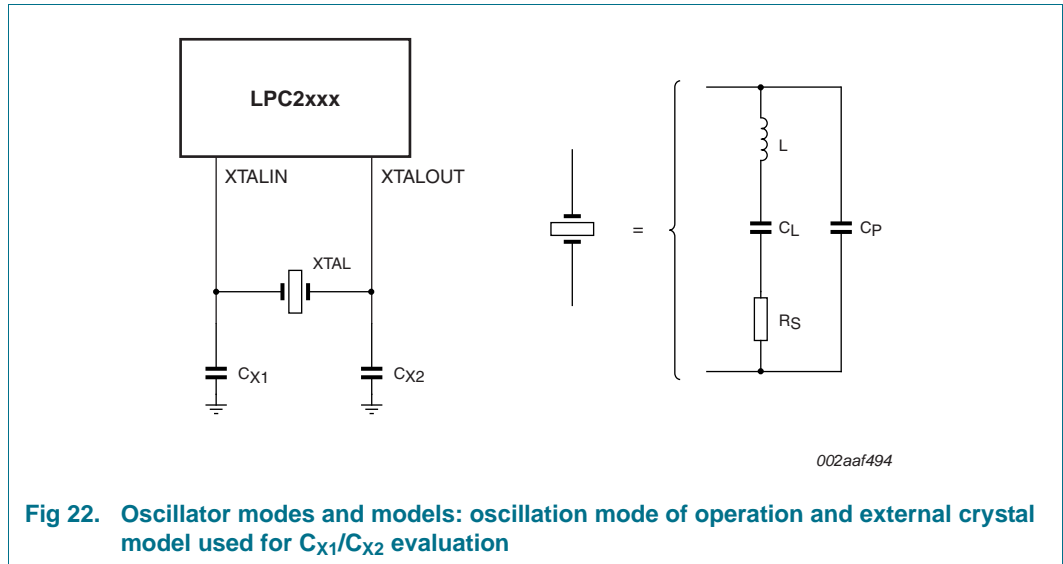 LPC2xxx
XTALIN
XTALOUT
XTAL
CX1
CX2
=
L
CL
CP
RS
002aaf494
Fig 22. Oscillator modes and models: oscillation mode of operation and external crystal
model used for CX1/CX2 evaluation